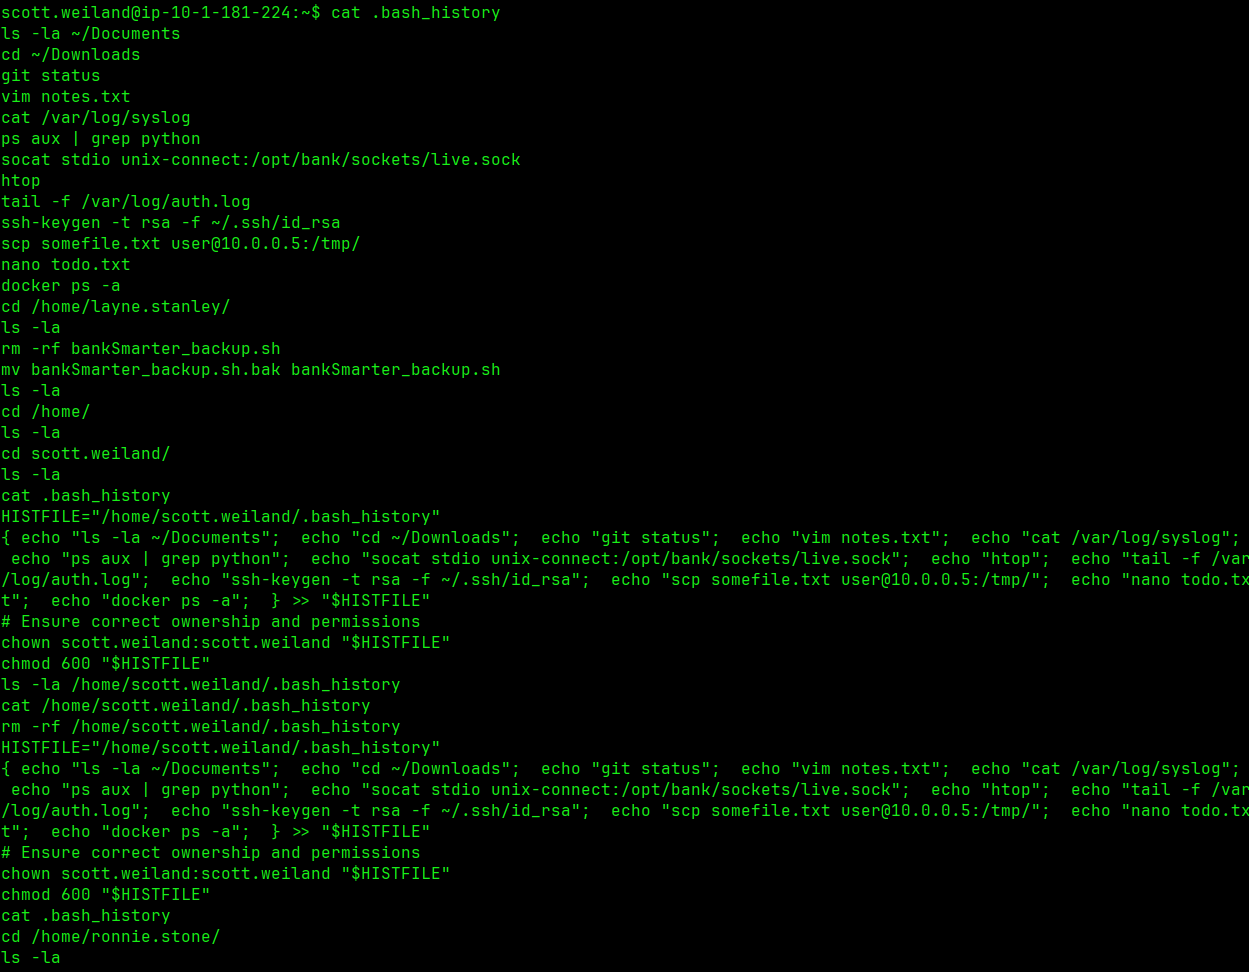 scott.weiland@ip-10-1-181-224:~$ cat .bash_history
ls -la ~/Documents
cd ~/Downloads
git status
vim notes.txt
cat /var/log/syslog
ps aux | grep python
socat stdio unix-connect:/opt/bank/sockets/live.sock
htop
tail -f /var/log/auth.log
ssh-keygen -t rsa -f ~/.ssh/id_rsa
scp somefile.txt user@10.0.0.5:/tmp/
nano todo.txt
docker ps -a
cd /home/layne.stanley/
ls -la
rm -rf bankSmarter_backup.sh
mv bankSmarter_backup.sh.bak bankSmarter_backup.sh
ls -la
cd /home/
ls -la
cd scott.weiland/
ls -la
cat .bash_history
HISTFILE="/home/scott.weiland/.bash_history"
{ echo "ls -la ~/Documents";  echo "cd ~/Downloads";  echo "git status";  echo "vim notes.txt";  echo "cat /var/log/syslog";
 echo "ps aux | grep python";  echo "socat stdio unix-connect:/opt/bank/sockets/live.sock";  echo "htop";  echo "tail -f /var
/log/auth.log";  echo "ssh-keygen -t rsa -f ~/.ssh/id_rsa";  echo "scp somefile.txt user@10.0.0.5:/tmp/";  echo "nano todo.tx
t";  echo "docker ps -a";  } >> "$HISTFILE"
# Ensure correct ownership and permissions
chown scott.weiland:scott.weiland "$HISTFILE"
chmod 600 "$HISTFILE"
ls -la /home/scott.weiland/.bash_history
cat /home/scott.weiland/.bash_history
rm -rf /home/scott.weiland/.bash_history
HISTFILE="/home/scott.weiland/.bash_history"
{ echo "ls -la ~/Documents";  echo "cd ~/Downloads";  echo "git status";  echo "vim notes.txt";  echo "cat /var/log/syslog";
 echo "ps aux | grep python";  echo "socat stdio unix-connect:/opt/bank/sockets/live.sock";  echo "htop";  echo "tail -f /var
/log/auth.log";  echo "ssh-keygen -t rsa -f ~/.ssh/id_rsa";  echo "scp somefile.txt user@10.0.0.5:/tmp/";  echo "nano todo.tx
t";  echo "docker ps -a";  } >> "$HISTFILE"
# Ensure correct ownership and permissions
chown scott.weiland:scott.weiland "$HISTFILE"
chmod 600 "$HISTFILE"
cat .bash_history
cd /home/ronnie.stone/
ls -la